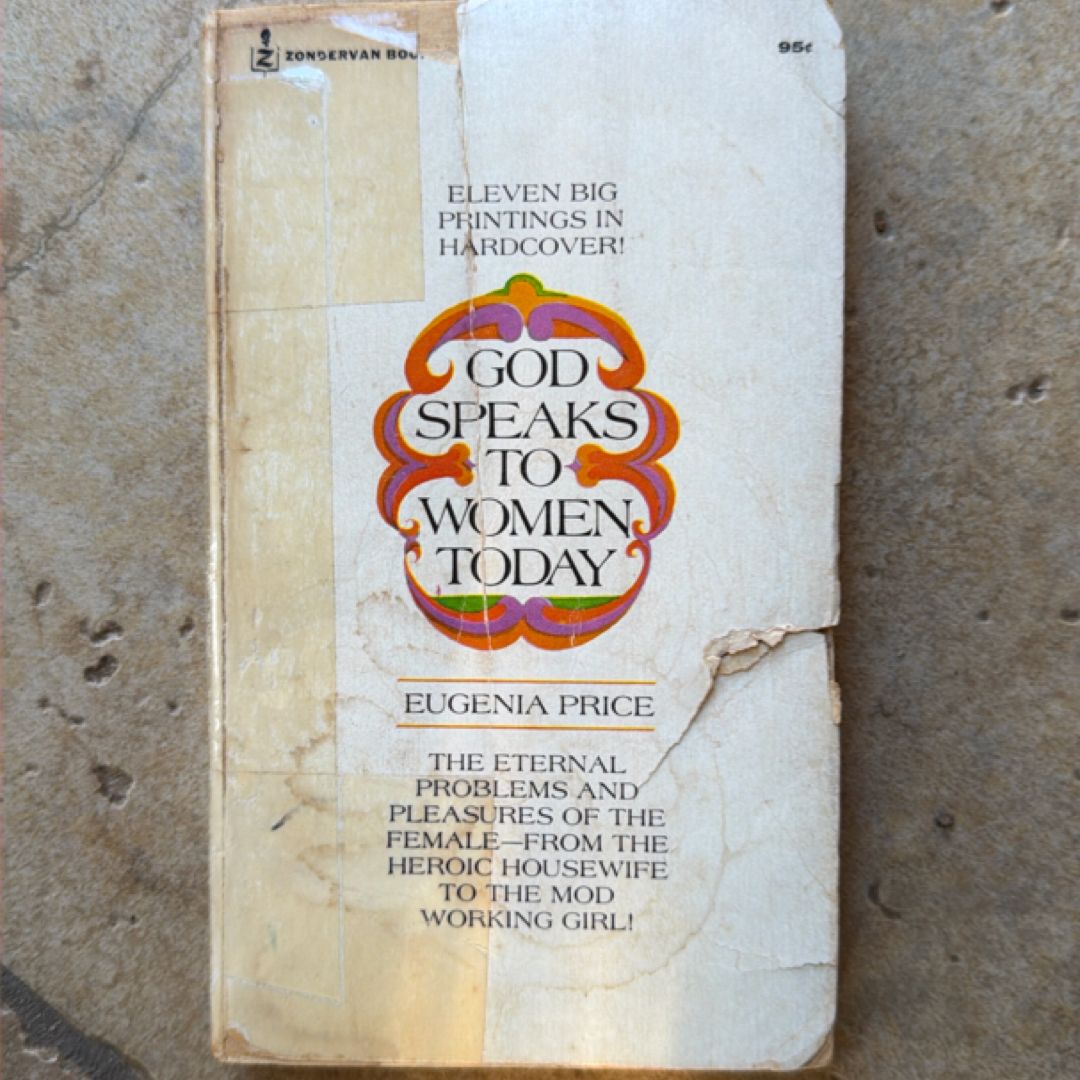 ZONDERVAN
95¢
ELEVEN BIG
PRINTINGS IN
HARDCOVER!
GOD
SPEAKS
TO
WOMEN
TODAY
EUGENIA PRICE
THE ETERNAL
PROBLEMS AND
PLEASURES OF THE
FEMALE—FROM THE
HEROIC HOUSEWIFE
TO THE MOD
WORKING GIRL!